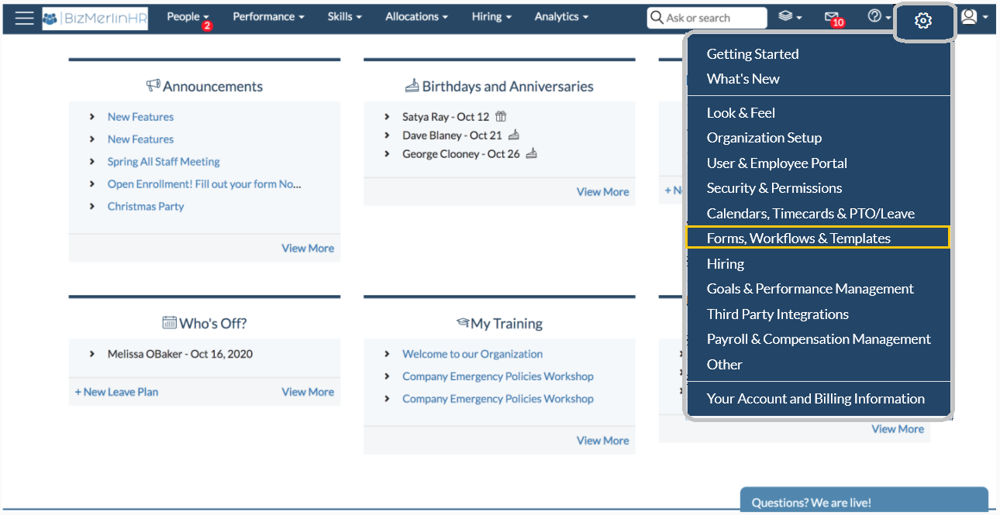 BizMerlinHR People Performance Skills Allocations Hiring Analytics Ask or search
2 10
Getting Started
What's New
Look & Feel
Organization Setup
User & Employee Portal
Security & Permissions
Calendars, Timecards & PTO/Leave
Forms, Workflows & Templates
Hiring
Goals & Performance Management
Third Party Integrations
Payroll & Compensation Management
Other
Your Account and Billing Information
Announcements
New Features
New Features
Spring All Staff Meeting
Open Enrollment! Fill out your form No...
Christmas Party
View More
Birthdays and Anniversaries
Satya Ray - Oct 12
Dave Blaney - Oct 21
George Clooney - Oct 26
View More
Who's Off?
Melissa OBaker - Oct 16, 2020
+ New Leave Plan View More
My Training
Welcome to our Organization
Company Emergency Policies Workshop
Company Emergency Policies Workshop
View More
View More
Questions? We are live!